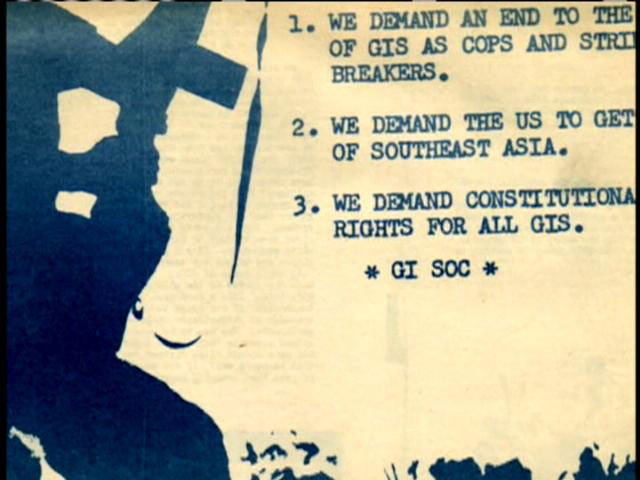 1. WE DEMAND AN END TO THE
OF GIS AS COPS AND
BREAKERS.
2. WE DEMAND THE US TO GET
OF SOUTHEAST ASIA.
3. WE DEMAND CONSTITUTIONA
RIGHTS FOR ALL GIS.
* GI SOC *